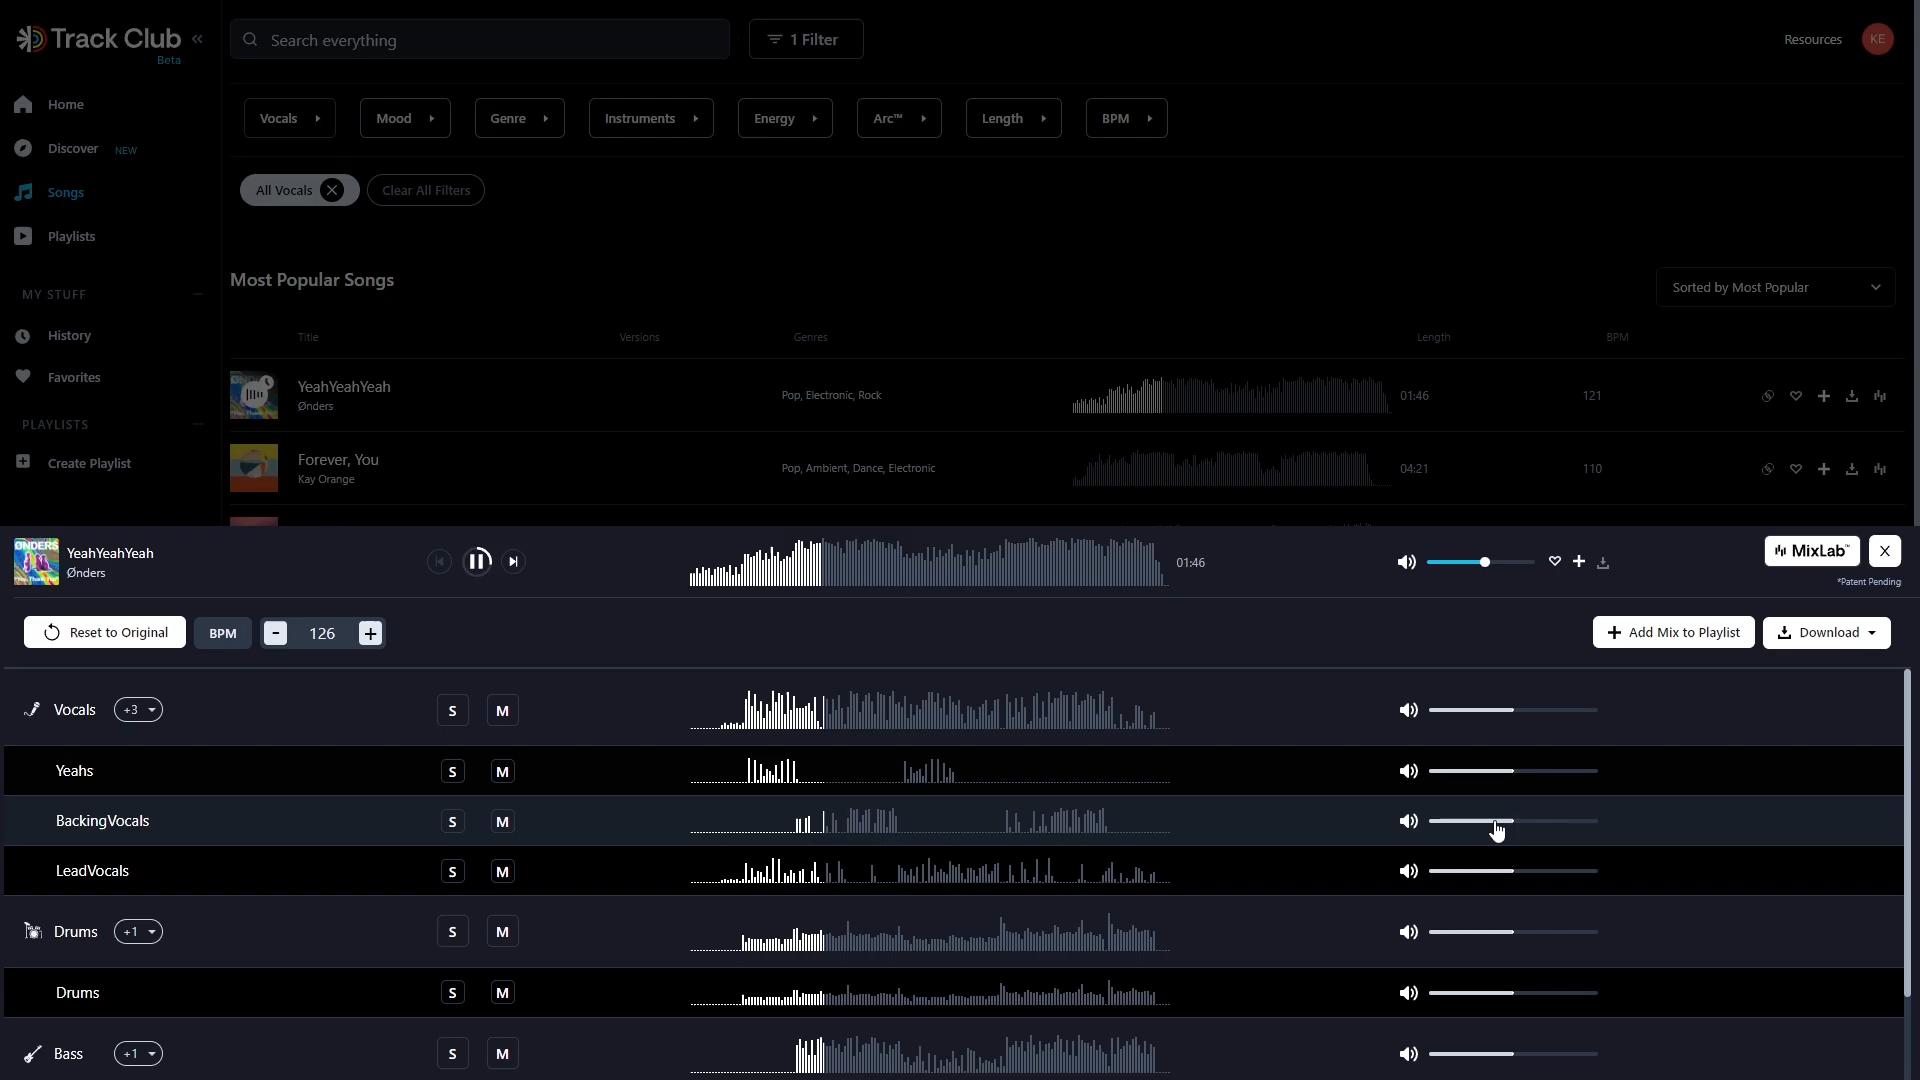 Track Club
Beta
Search everything
1 Filter
Resources
KE
Home
Discover NEW
Songs
Playlists
MY STUFF
History
Favorites
PLAYLISTS
Create Playlist
Vocals
Mood
Genre
Instruments
Energy
Arc™
Length
BPM
All Vocals
Clear All Filters
Most Popular Songs
Sorted by Most Popular
Title
Versions
Genres
Length
BPM
YeahYeahYeah
Ønders
Pop, Electronic, Rock
01:46
121
Forever, You
Kay Orange
Pop, Ambient, Dance, Electronic
04:21
110
ØNDERS
YeahYeahYeah
Ønders
01:46
MixLab™
X
*Patent Pending
Reset to Original
BPM
- 126 +
+ Add Mix to Playlist
Download
Vocals +3 S M
Yeahs S M
BackingVocals S M
LeadVocals S M
Drums +1 S M
Drums S M
Bass +1 S M